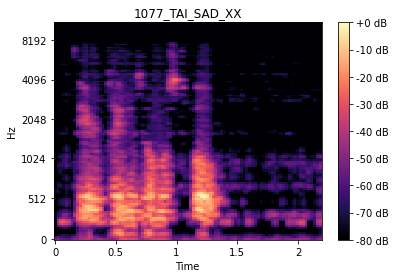 1077_TAI_SAD_XX
+0 dB
8192
-10 dB
4096
-20 dB
-30 dB
2048
Hz
-40 dB
1024
-50 dB
512
-60 dB
-70 dB
0
-80 dB
0 0.5 1 1.5 2
Time